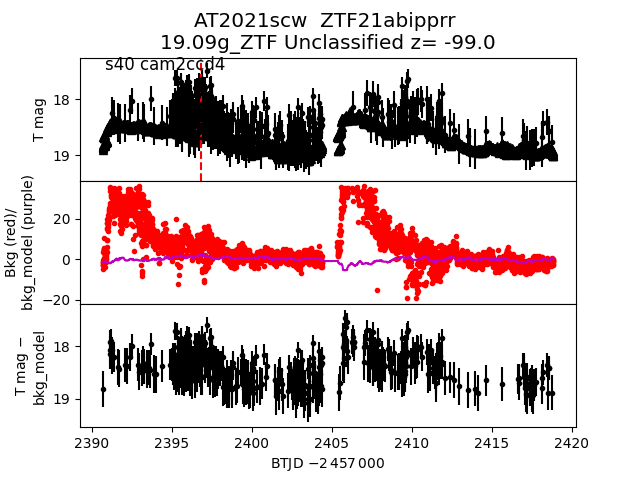 AT2021scw ZTF21abipprr
19.09g_ZTF Unclassified z= -99.0
s40 cam2ccd4
T mag
18
19
Bkg (red)/
bkg_model (purple)
20
0
−20
T mag −
bkg_model
18
19
2390 2395 2400 2405 2410 2415 2420
BTJD −2 457 000